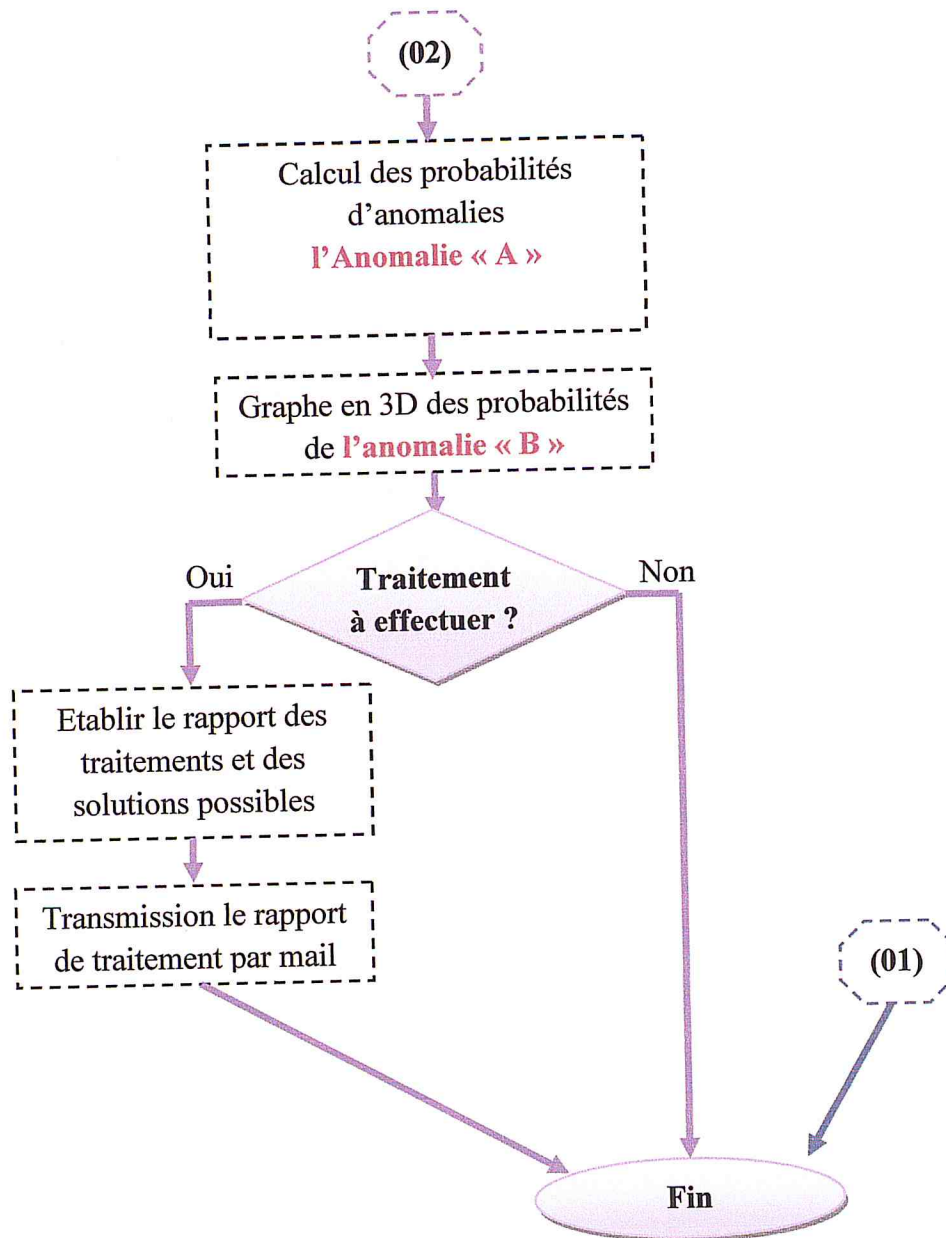 (02)
Calcul des probabilités
d’anomalies
l’Anomalie « A »
Graphe en 3D des probabilités
de l’anomalie « B »
Oui
Traitement
à effectuer ?
Non
Etablir le rapport des
traitements et des
solutions possibles
Transmission le rapport
de traitement par mail
(01)
Fin